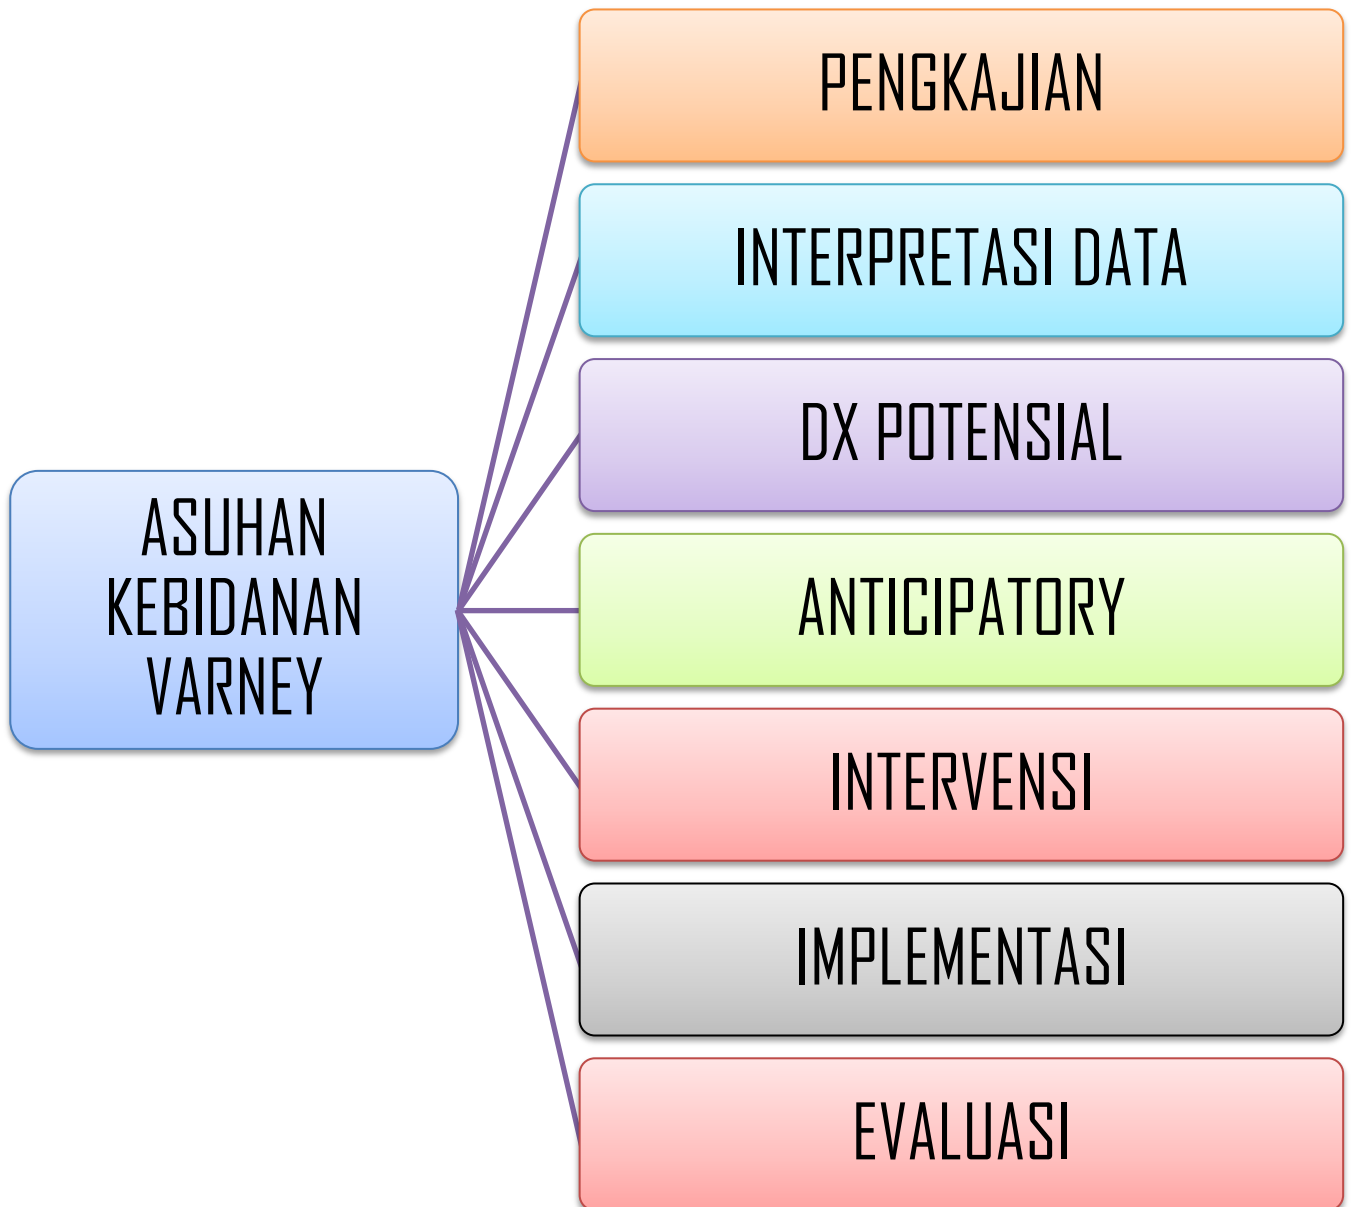 PENGKAJIAN
INTERPRETASI DATA
DX POTENSIAL
ASUHAN
KEBIDANAN
VARNEY
ANTICIPATORY
INTERVENSI
IMPLEMENTASI
EVALUASI